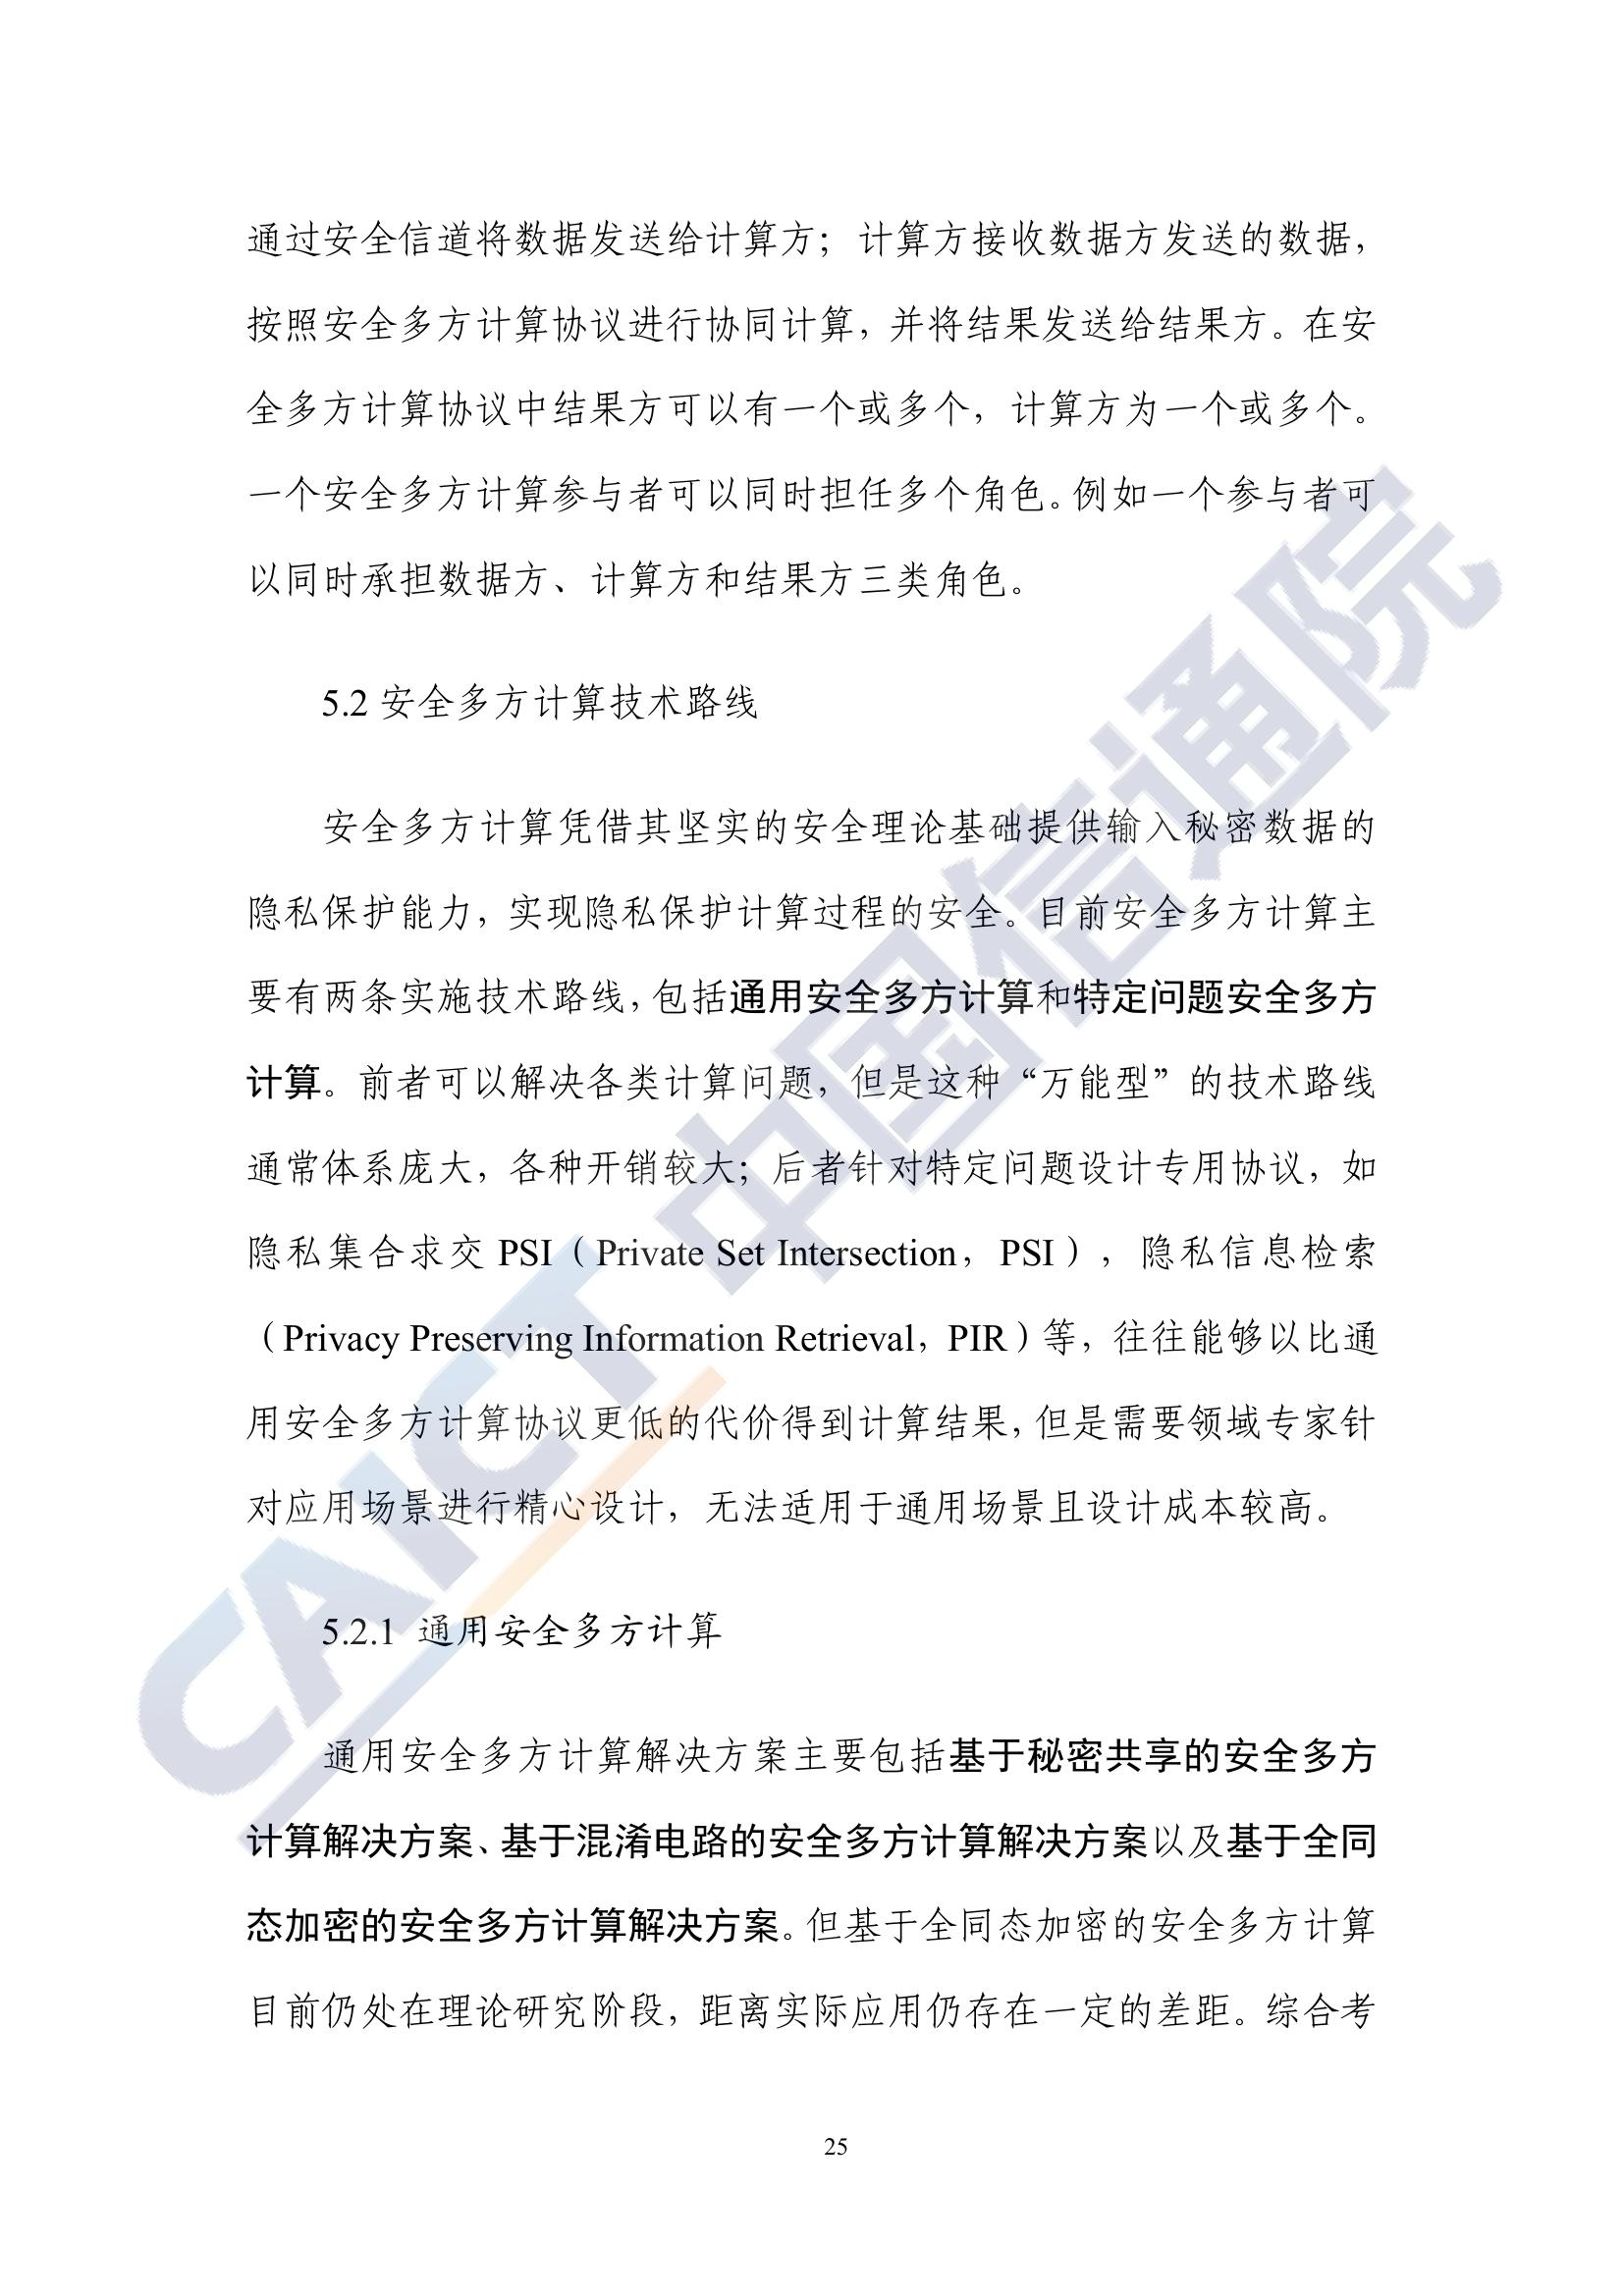 通过安全信道将数据发送给计算方；计算方接收数据方发送的数据，
按照安全多方计算协议进行协同计算，并将结果发送给结果方。在安
全多方计算协议中结果方可以有一个或多个，计算方为一个或多个。
一个安全多方计算参与者可以同时担任多个角色。例如一个参与者可
以同时承担数据方、计算方和结果方三类角色。
5.2 安全多方计算技术路线
安全多方计算凭借其坚实的安全理论基础提供输入秘密数据的
隐私保护能力，实现隐私保护计算过程的安全。目前安全多方计算主
要有两条实施技术路线，包括通用安全多方计算和特定问题安全多方
计算。前者可以解决各类计算问题，但是这种“万能型”的技术路线
通常体系庞大，各种开销较大；后者针对特定问题设计专用协议，如
隐私集合求交 PSI（Private Set Intersection，PSI），隐私信息检索
（Privacy Preserving Information Retrieval，PIR）等，往往能够以比通
用安全多方计算协议更低的代价得到计算结果，但是需要领域专家针
对应用场景进行精心设计，无法适用于通用场景且设计成本较高。
5.2.1 通用安全多方计算
通用安全多方计算解决方案主要包括基于秘密共享的安全多方
计算解决方案、基于混淆电路的安全多方计算解决方案以及基于全同
态加密的安全多方计算解决方案。但基于全同态加密的安全多方计算
目前仍处在理论研究阶段，距离实际应用仍存在一定的差距。综合考
25
CAICT 中国信通院